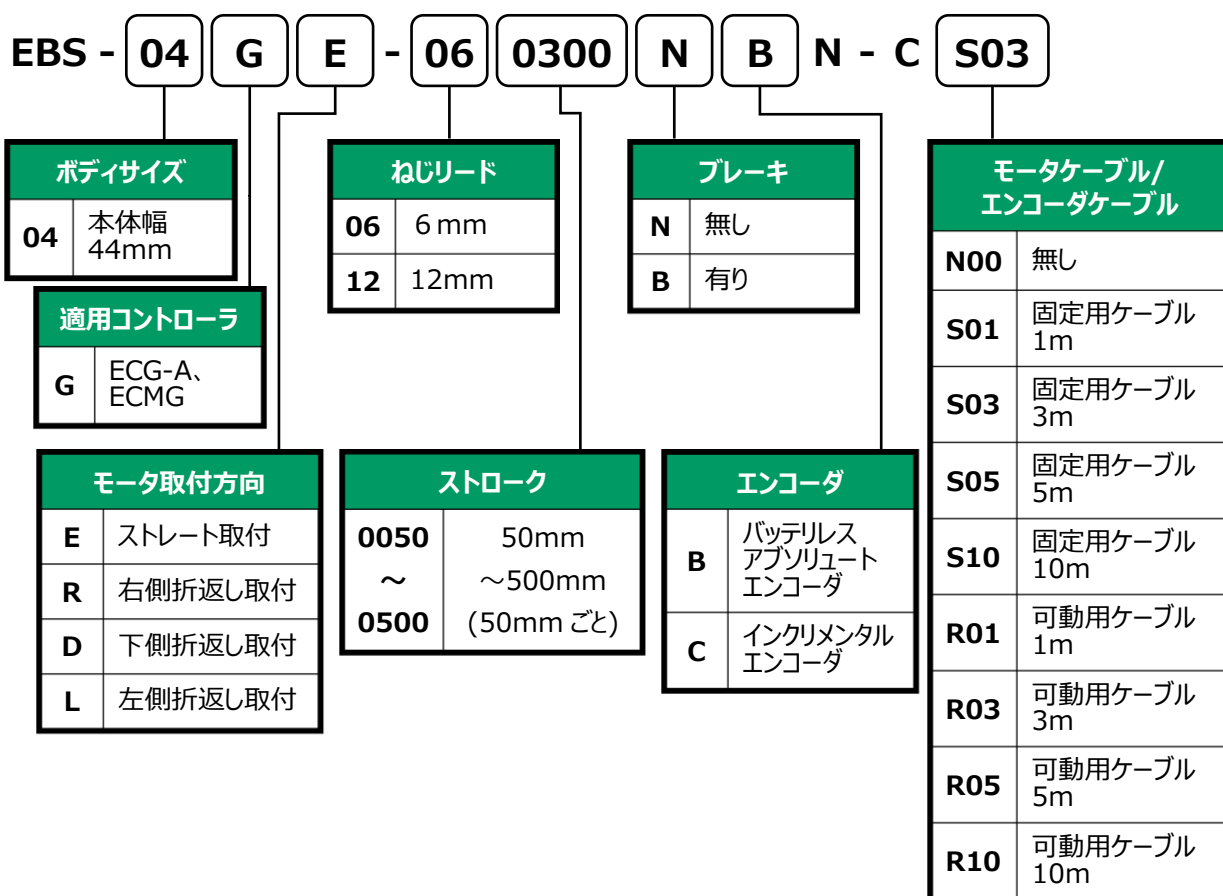 EBS - 04 G E - 06 0300 N B N - C S03
ボディサイズ
04 本体幅
44mm
適用コントローラ
G ECG-A、
ECMG
モータ取付方向
E ストレート取付
R 右側折返し取付
D 下側折返し取付
L 左側折返し取付
ねじリード
06 6 mm
12 12mm
ストローク
0050 50mm
～ ～500mm
0500 (50mm ごと)
ブレーキ
N 無し
B 有り
エンコーダ
B バッテリレス
アブソリュート
エンコーダ
C インクリメンタル
エンコーダ
モータケーブル/
エンコーダケーブル
N00 無し
S01 固定用ケーブル
1m
S03 固定用ケーブル
3m
S05 固定用ケーブル
5m
S10 固定用ケーブル
10m
R01 可動用ケーブル
1m
R03 可動用ケーブル
3m
R05 可動用ケーブル
5m
R10 可動用ケーブル
10m